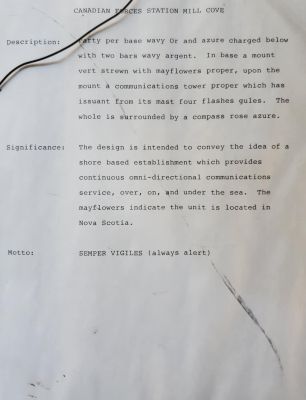 CANADIAN FORCES STATION MILL COVE
Description: Party per base wavy Or and azure charged below
with two bars wavy argent. In base a mount
vert strewn with mayflowers proper, upon the
mount a communications tower proper which has
issuant from its mast four flashes gules. The
whole is surrounded by a compass rose azure.
Significance: The design is intended to convey the idea of a
shore based establishment which provides
continuous omni-directional communications
service, over, on, and under the sea. The
mayflowers indicate the unit is located in
Nova Scotia.
Motto: SEMPER VIGILES (always alert)